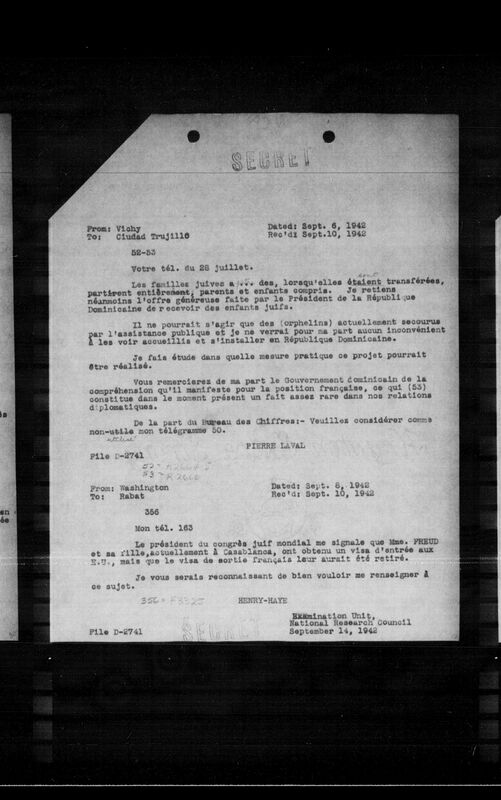 SECRET
From: Vichy
To: Ciudad Trujillo
Dated: Sept. 6, 1942
Rec'd: Sept.10, 1942
52-53
Votre tél. du 28 juillet.
sont
Les familles juives a des, lorsqu'elles étaient transférées,
partirent entièrement, parents et enfants compris. Je retiens
néanmoins l'offre généreuse faite par le Président de la République
Dominicaine de recevoir des enfants juifs.
Il ne pourrait s'agir que des (orphelins) actuellement secourus
par l'assistance publique et je ne verrai pour ma part aucun inconvénient
à les voir accueillis et s'installer en République Dominicaine.
Je fais étude dans quelle mesure pratique ce projet pourrait
être réalisé.
Vous remercierez de ma part le Gouvernement dominicain de la
compréhension qu'il manifeste pour la position française, ce qui (53)
constitue dans le moment présent un fait assez rare dans nos relations
diplomatiques.
De la part du Bureau des Chiffres:- Veuillez considérer comme
non-utile mon télégramme 50.
PIERRE LAVAL
File D-2741
52 -
53 - R 2666
From: Washington
To: Rabat
Dated: Sept. 8, 1942
Rec'd: Sept. 10, 1942
356
Mon tél. 163
Le président du congrès juif mondial me signale que Mme. FREUD
et sa fille, actuellement à Casablanca, ont obtenu un visa d'entrée aux
E.U., mais que le visa de sortie français leur aurait été retiré.
Je vous serais reconnaissant de bien vouloir me renseigner à
ce sujet.
356 = F3325
HENRY-HAYE
Examination Unit,
National Research Council
September 14, 1942
File D-2741
SECRET